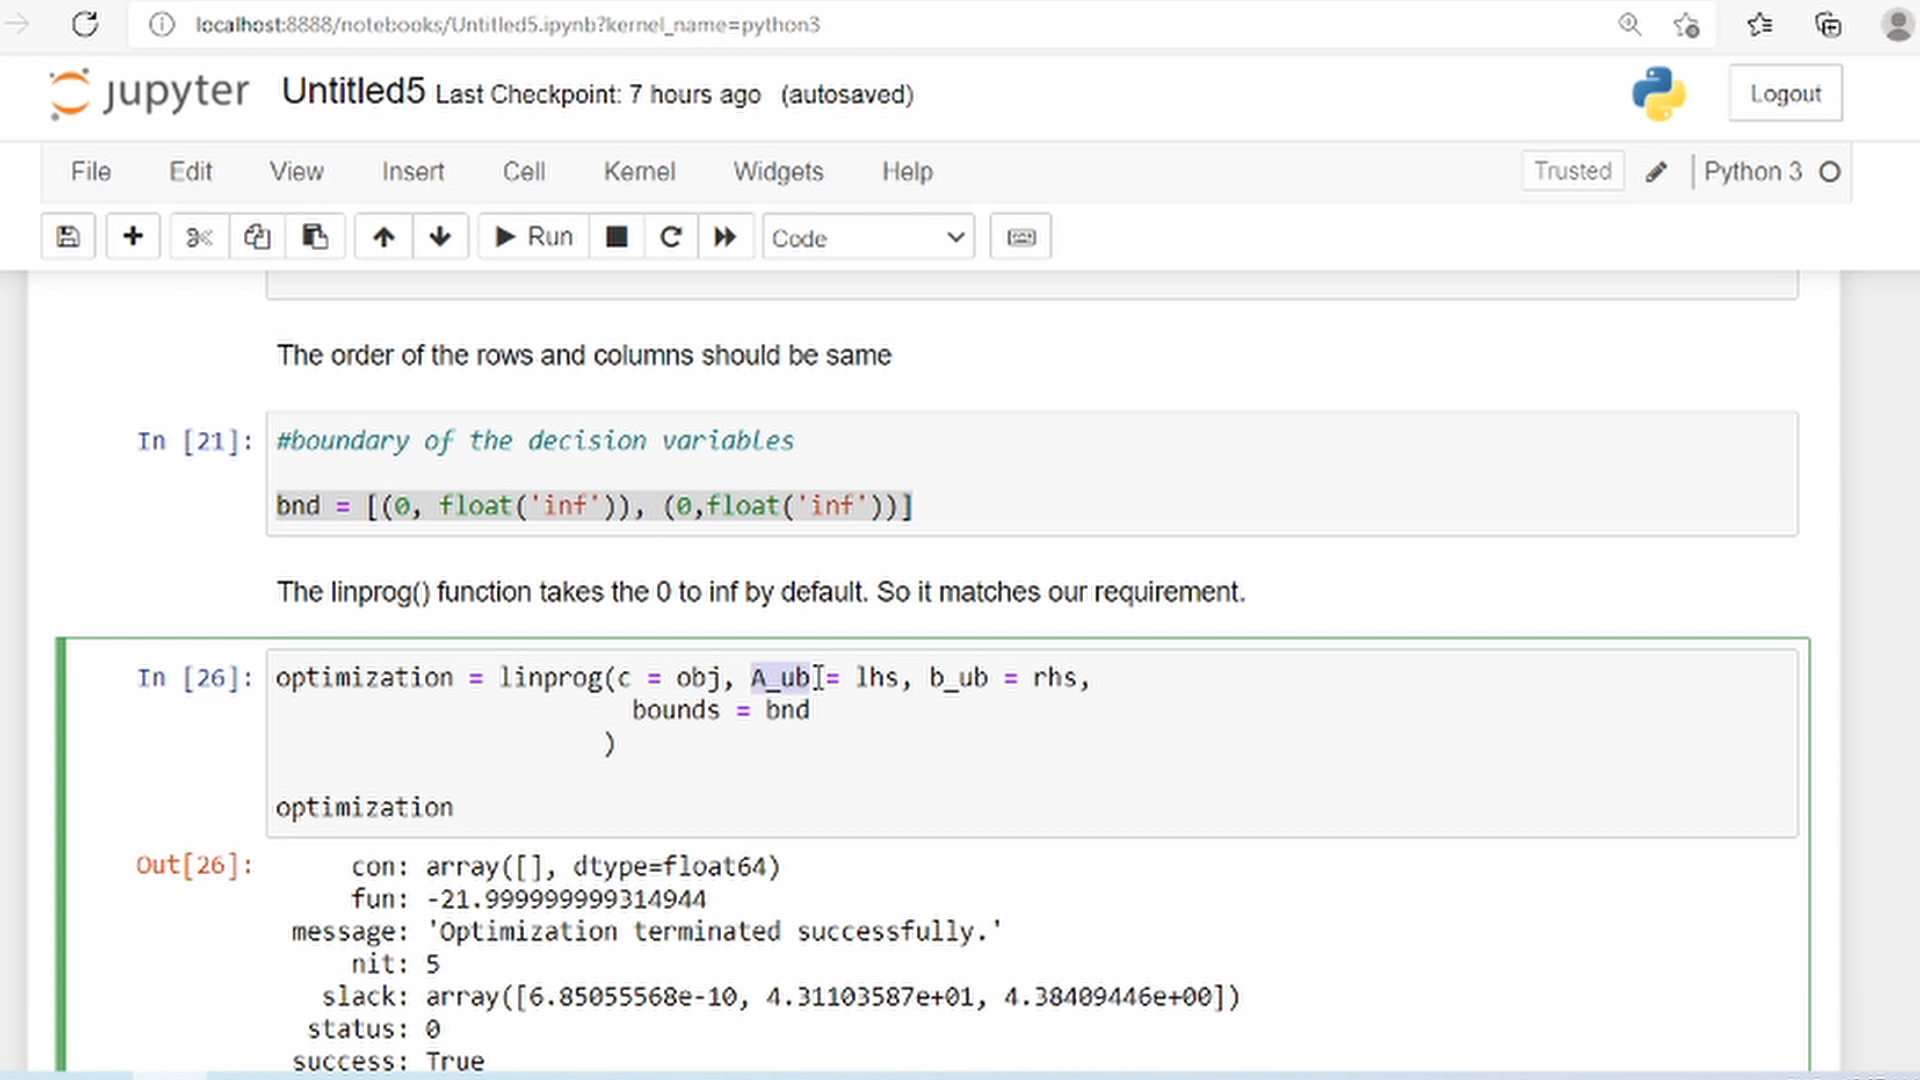 localhost:8888/notebooks/Untitled5.ipynb?kernel_name=python3
jupyter Untitled5 Last Checkpoint: 7 hours ago (autosaved) Logout
File Edit View Insert Cell Kernel Widgets Help Trusted Python 3
Run Code
The order of the rows and columns should be same
In [21]: #boundary of the decision variables
bnd = [(0, float('inf')), (0,float('inf'))]
The linprog() function takes the 0 to inf by default. So it matches our requirement.
In [26]: optimization = linprog(c = obj, A_ub = lhs, b_ub = rhs,
bounds = bnd
)
optimization
Out[26]: con: array([], dtype=float64)
fun: -21.999999999314944
message: 'Optimization terminated successfully.'
nit: 5
slack: array([6.85055568e-10, 4.31103587e+01, 4.38409446e+00])
status: 0
success: True